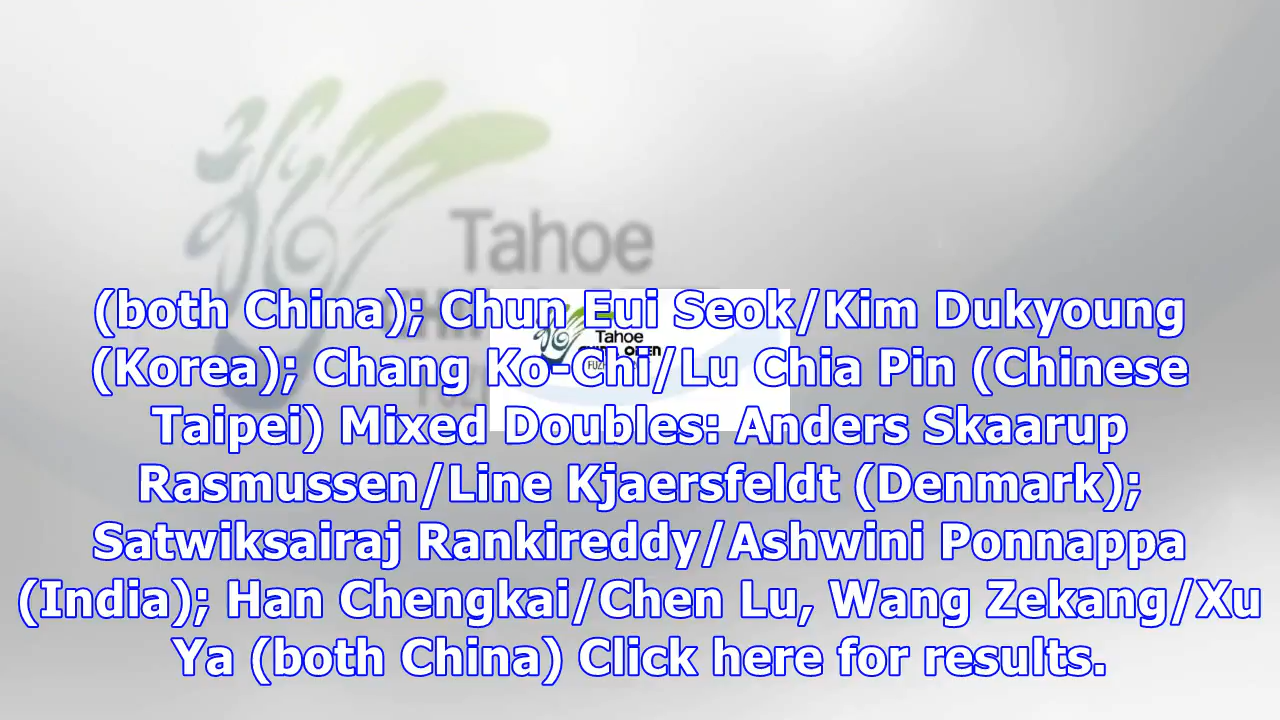 Tahoe
(both China); Chun Eui Seok/Kim Dukyoung
Tahoe
(Korea); Chang Ko-Chi/Lu Chia Pin (Chinese
Taipei) Mixed Doubles: Anders Skaarup
Rasmussen/Line Kjaersfeldt (Denmark);
Satwiksairaj Rankireddy/Ashwini Ponnappa
(India); Han Chengkai/Chen Lu, Wang Zekang/Xu
Ya (both China) Click here for results.